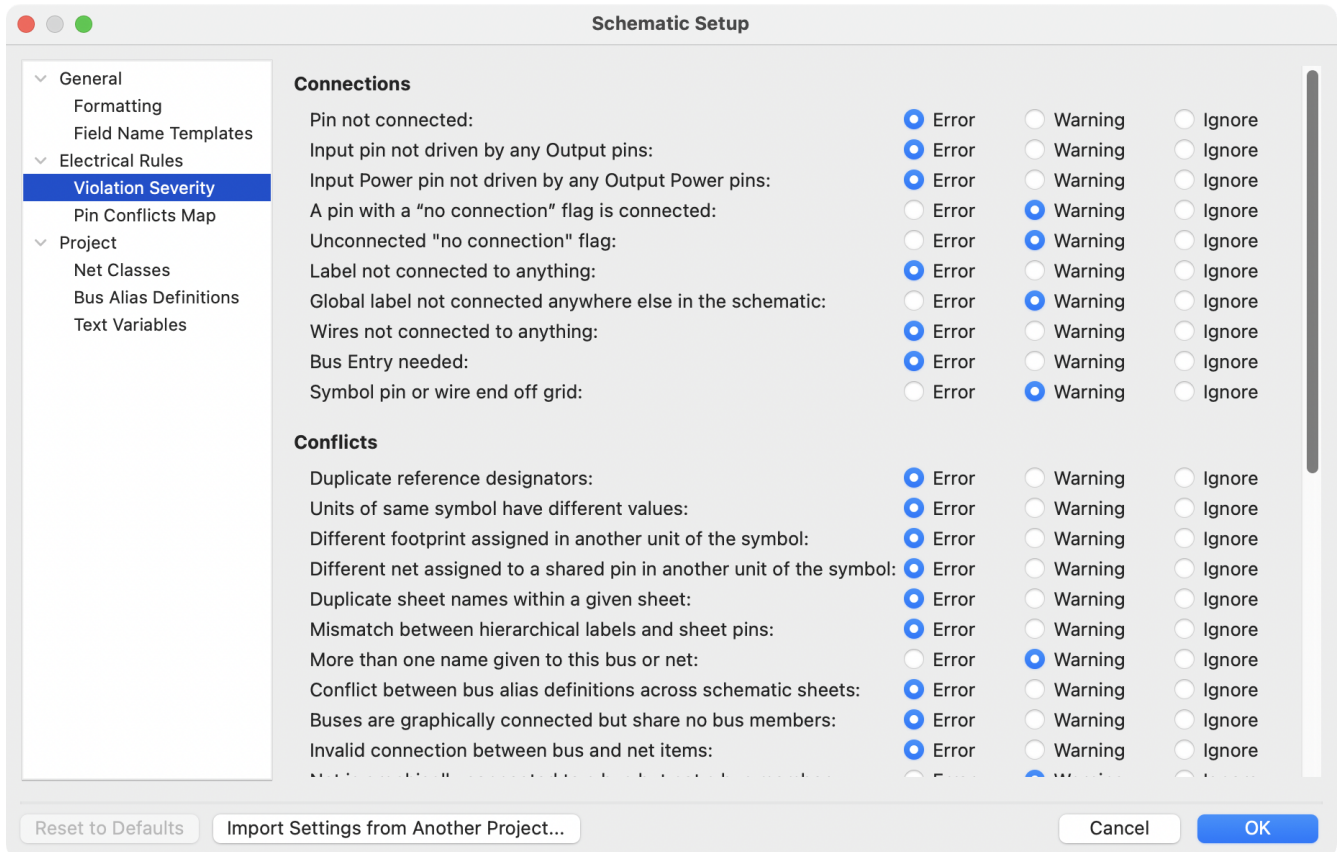 Schematic Setup
General
Formatting
Field Name Templates
Electrical Rules
Violation Severity
Pin Conflicts Map
Project
Net Classes
Bus Alias Definitions
Text Variables
Connections
Pin not connected: Error Warning Ignore
Input pin not driven by any Output pins: Error Warning Ignore
Input Power pin not driven by any Output Power pins: Error Warning Ignore
A pin with a “no connection” flag is connected: Error Warning Ignore
Unconnected "no connection" flag: Error Warning Ignore
Label not connected to anything: Error Warning Ignore
Global label not connected anywhere else in the schematic: Error Warning Ignore
Wires not connected to anything: Error Warning Ignore
Bus Entry needed: Error Warning Ignore
Symbol pin or wire end off grid: Error Warning Ignore
Conflicts
Duplicate reference designators: Error Warning Ignore
Units of same symbol have different values: Error Warning Ignore
Different footprint assigned in another unit of the symbol: Error Warning Ignore
Different net assigned to a shared pin in another unit of the symbol: Error Warning Ignore
Duplicate sheet names within a given sheet: Error Warning Ignore
Mismatch between hierarchical labels and sheet pins: Error Warning Ignore
More than one name given to this bus or net: Error Warning Ignore
Conflict between bus alias definitions across schematic sheets: Error Warning Ignore
Buses are graphically connected but share no bus members: Error Warning Ignore
Invalid connection between bus and net items: Error Warning Ignore
Reset to Defaults Import Settings from Another Project... Cancel OK